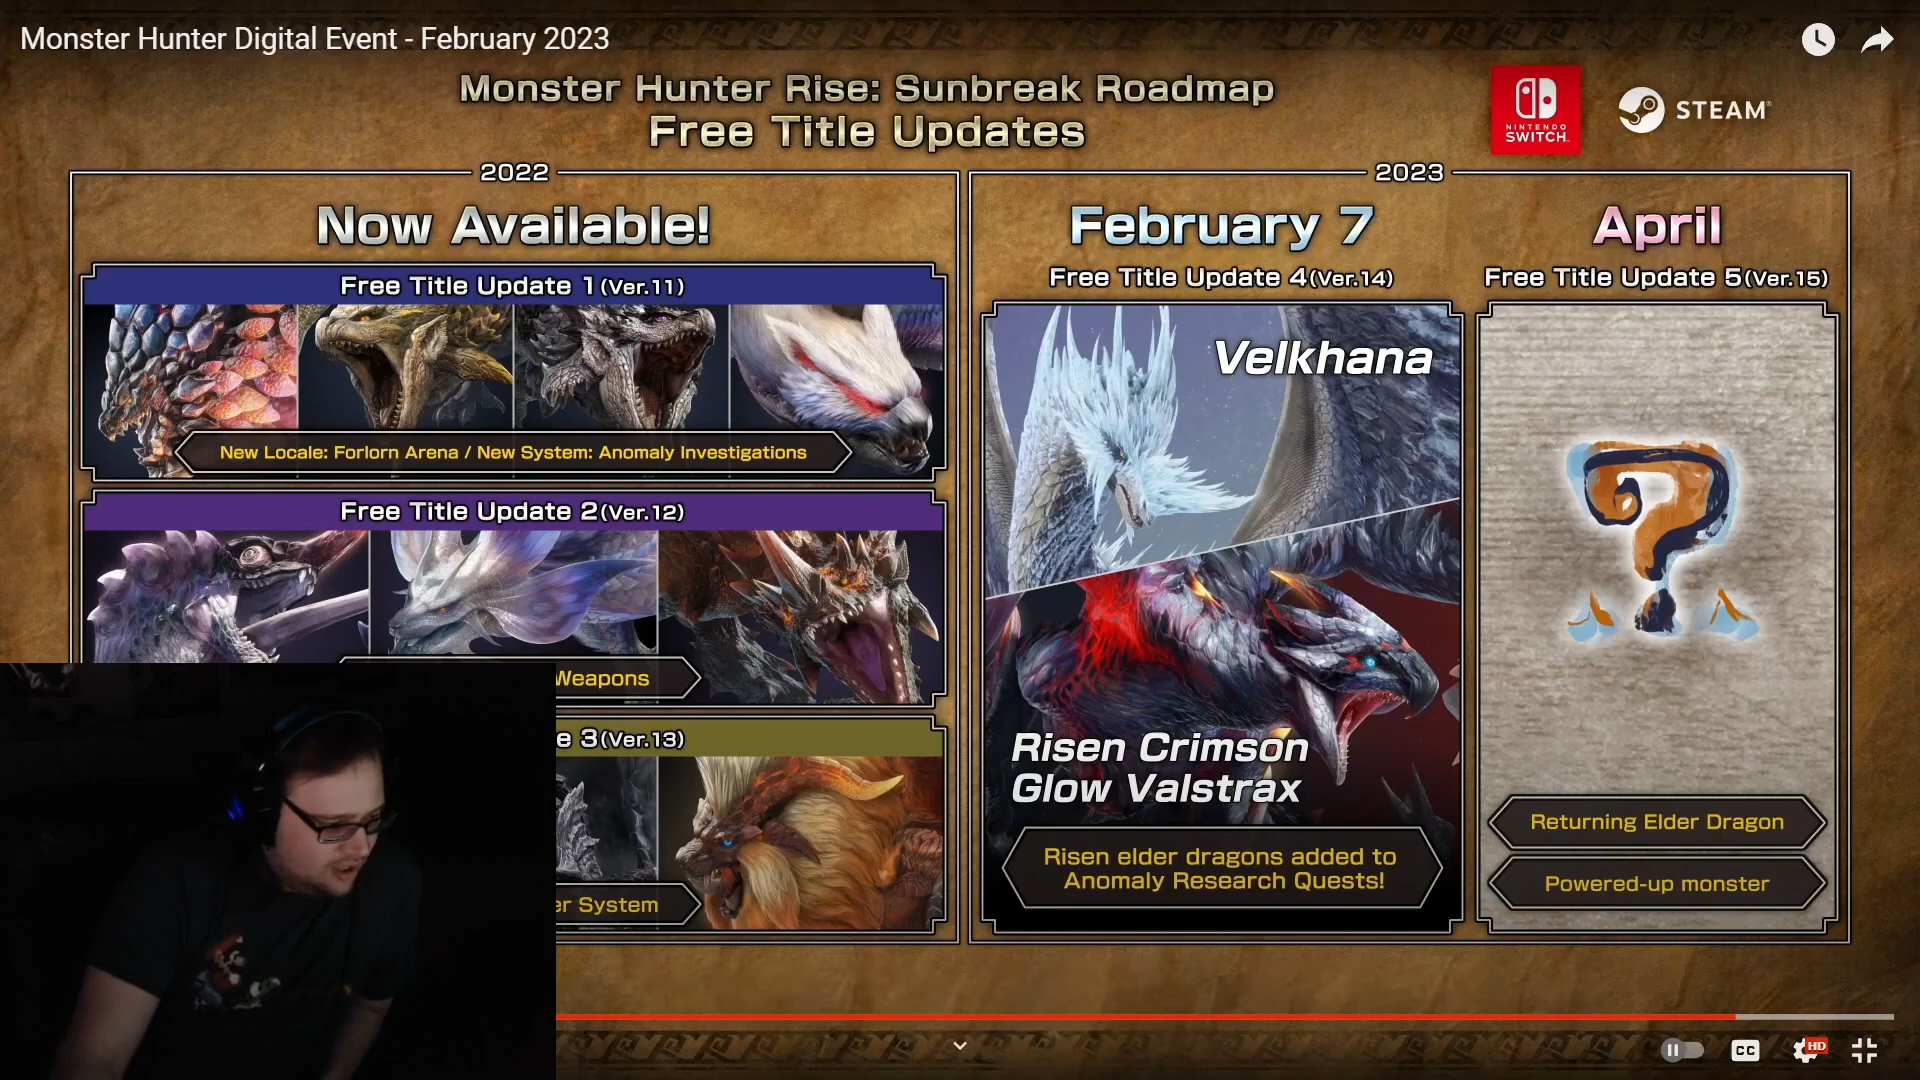 Monster Hunter Digital Event - February 2023
Monster Hunter Rise: Sunbreak Roadmap
Free Title Updates
NINTENDO
SWITCH
STEAM
2022
Now Available!
Free Title Update 1(Ver.11)
New Locale: Forlorn Arena / New System: Anomaly Investigations
Free Title Update 2(Ver.12)
Weapons
e 3(Ver.13)
er System
2023
February 7
Free Title Update 4(Ver.14)
Velkhana
Risen Crimson
Glow Valstrax
Risen elder dragons added to
Anomaly Research Quests!
April
Free Title Update 5(Ver.15)
Returning Elder Dragon
Powered-up monster
CC
HD